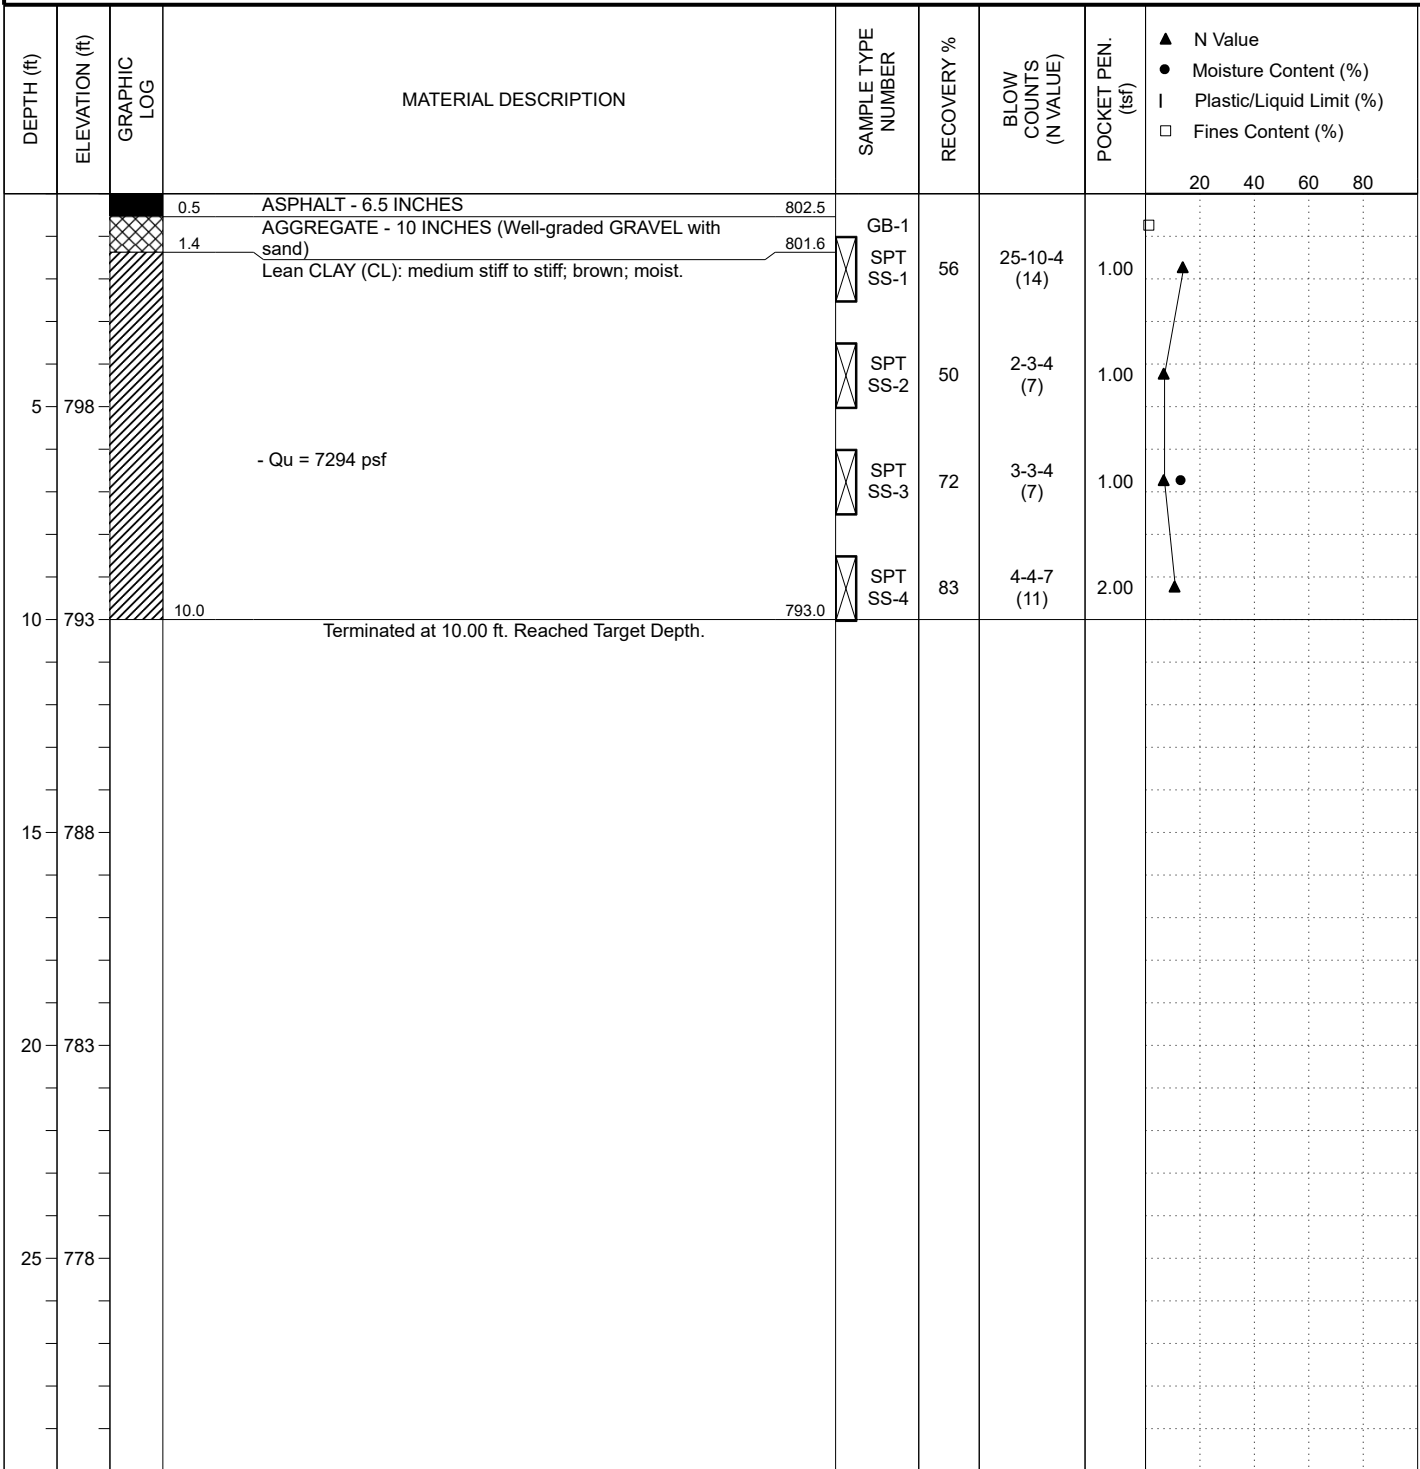 DEPTH (ft)
ELEVATION (ft)
GRAPHIC
LOG
MATERIAL DESCRIPTION
SAMPLE TYPE
NUMBER
RECOVERY %
BLOW
COUNTS
(N VALUE)
POCKET PEN.
(tsf)
N Value
Moisture Content (%)
Plastic/Liquid Limit (%)
Fines Content (%)
20 40 60 80
0.5 ASPHALT - 6.5 INCHES 802.5
AGGREGATE - 10 INCHES (Well-graded GRAVEL with
1.4 sand) 801.6
Lean CLAY (CL): medium stiff to stiff; brown; moist.
GB-1
SPT
SS-1
56
25-10-4
(14)
1.00
SPT
SS-2
50
2-3-4
(7)
1.00
5 798
- Qu = 7294 psf
SPT
SS-3
72
3-3-4
(7)
1.00
SPT
SS-4
83
4-4-7
(11)
2.00
10 793 10.0 793.0
Terminated at 10.00 ft. Reached Target Depth.
15 788
20 783
25 778